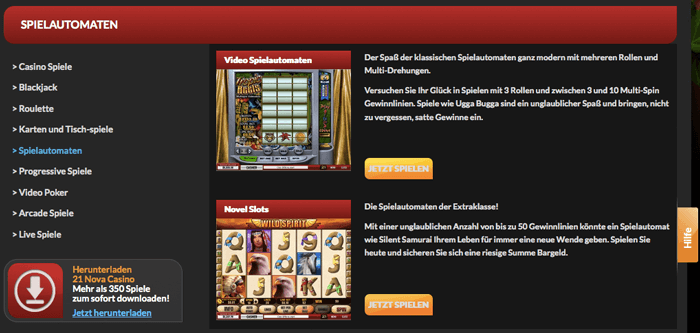 SPIELAUTOMATEN
> Casino Spiele
> Blackjack
> Roulette
> Karten und Tisch-spiele
> Spielautomaten
> Progressive Spiele
> Video Poker
> Arcade Spiele
> Live Spiele
Herunterladen
21 Nova Casino
Mehr als 350 Spiele
zum sofort downloaden!
Jetzt herunterladen
Video Spielautomaten
Der Spaß der klassischen Spielautomaten ganz modern mit mehreren Rollen und
Multi-Drehungen.
Versuchen Sie Ihr Glück in Spielen mit 3 Rollen und zwischen 3 und 10 Multi-Spin
Gewinnlinien. Spiele wie Ugga Bugga sind ein unglaublicher Spaß und bringen, nicht
zu vergessen, satte Gewinne ein.
JETZT SPIELEN
Novel Slots
WILD SPIRIT
Die Spielautomaten der Extraklasse!
Mit einer unglaublichen Anzahl von bis zu 50 Gewinnlinien könnte ein Spielautomat
wie Silent Samurai Ihrem Leben für immer eine neue Wende geben. Spielen Sie
heute und sicheren Sie sich eine riesige Summe Bargeld.
JETZT SPIELEN
Hilfe